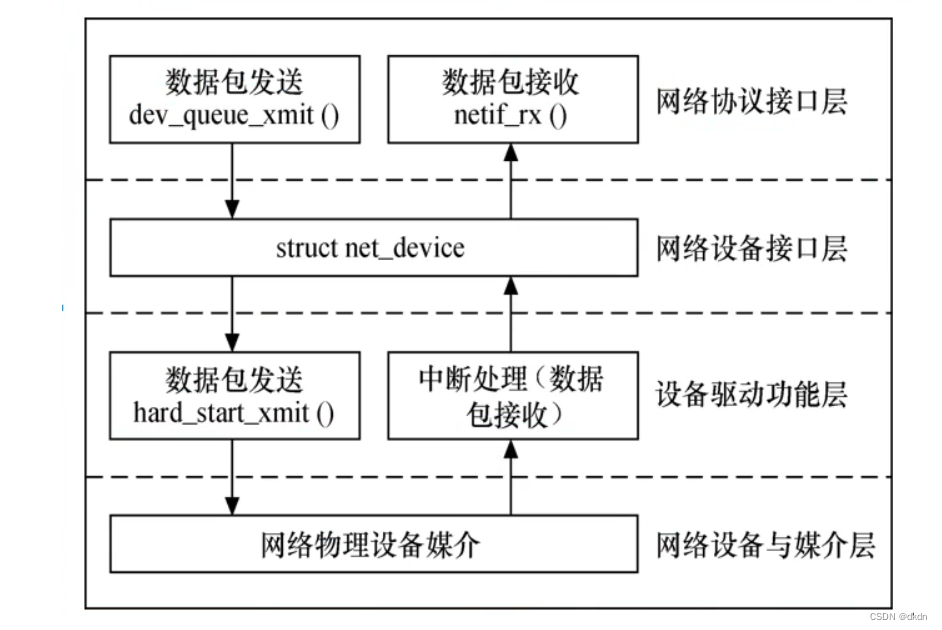 数据包发送
dev_queue_xmit ()
数据包接收
netif_rx ()
网络协议接口层
struct net_device
网络设备接口层
数据包发送
hard_start_xmit ()
中断处理（数据
包接收）
设备驱动功能层
网络物理设备媒介
网络设备与媒介层
CSDN @dkdn